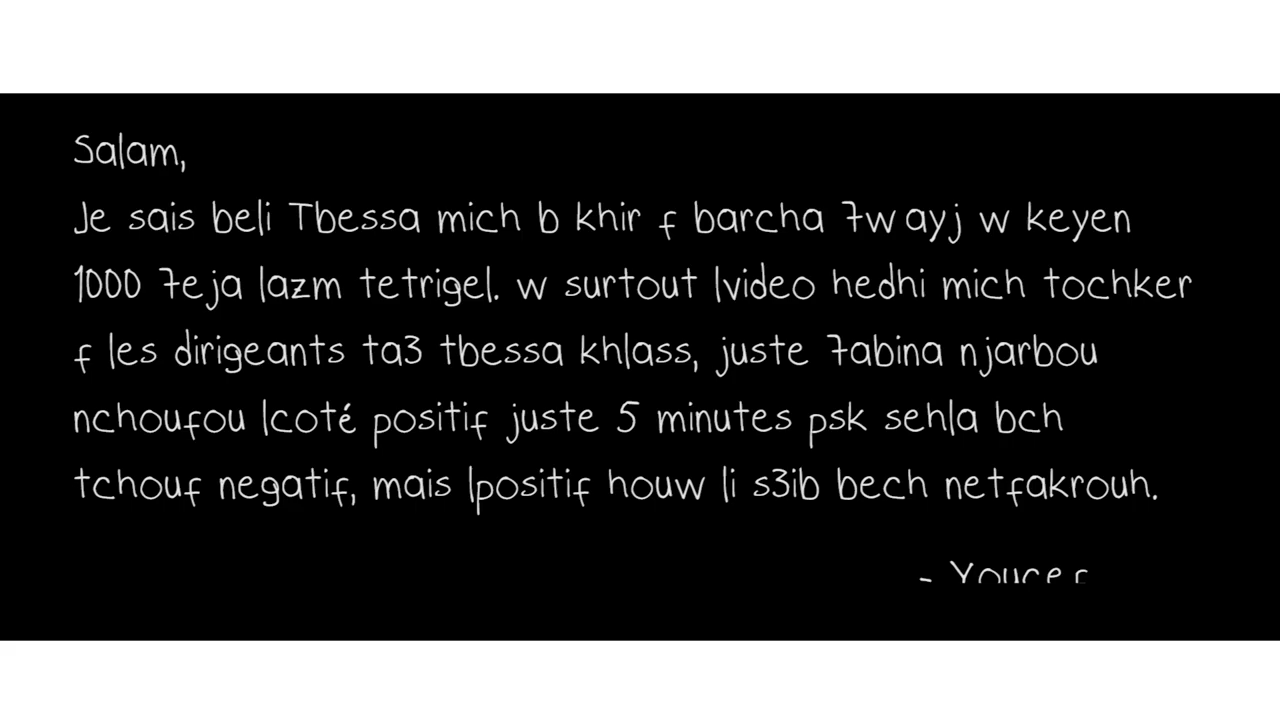 Salam,
Je sais beli Tbessa mich b khir f barcha 7wayj w keyen
1000 7eja lazm tetrigel. w surtout lvideo hedhi mich tochker
f les dirigeants ta3 tbessa khlass, juste 7abina njarbou
nchoufou lcoté positif juste 5 minutes psk sehla bch
tchouf negatif, mais lpositif houw li s3ib bech netfakrouh.
-